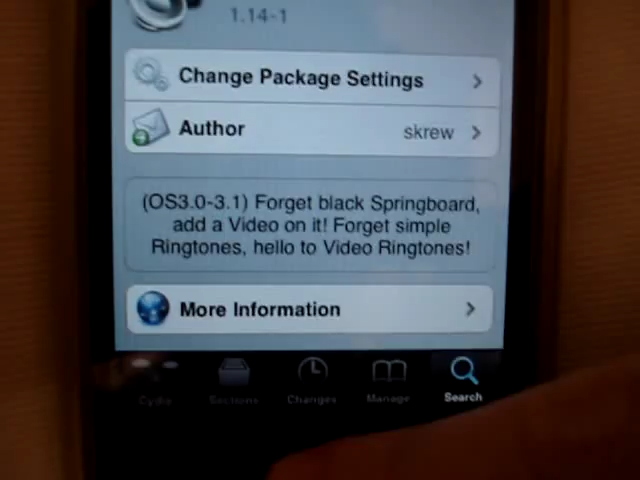 1.14-1
Change Package Settings
Author skrew
(OS3.0-3.1) Forget black Springboard,
add a Video on it! Forget simple
Ringtones, hello to Video Ringtones!
More Information
Cydia Sections Changes Manage Search